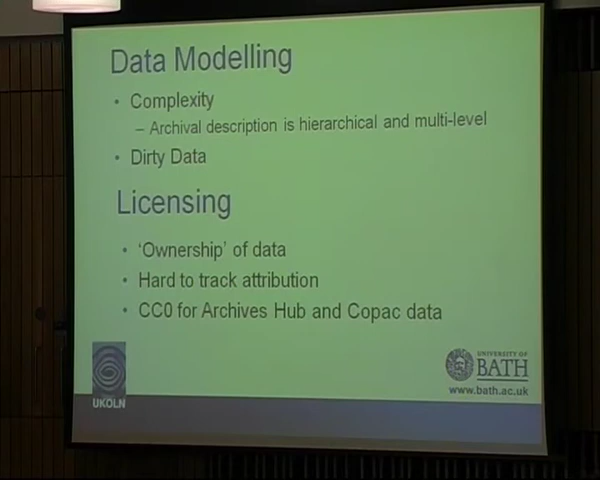 Data Modelling
• Complexity
– Archival description is hierarchical and multi-level
• Dirty Data
Licensing
• ‘Ownership’ of data
• Hard to track attribution
• CC0 for Archives Hub and Copac data
UKOLN
UNIVERSITY OF
BATH
www.bath.ac.uk